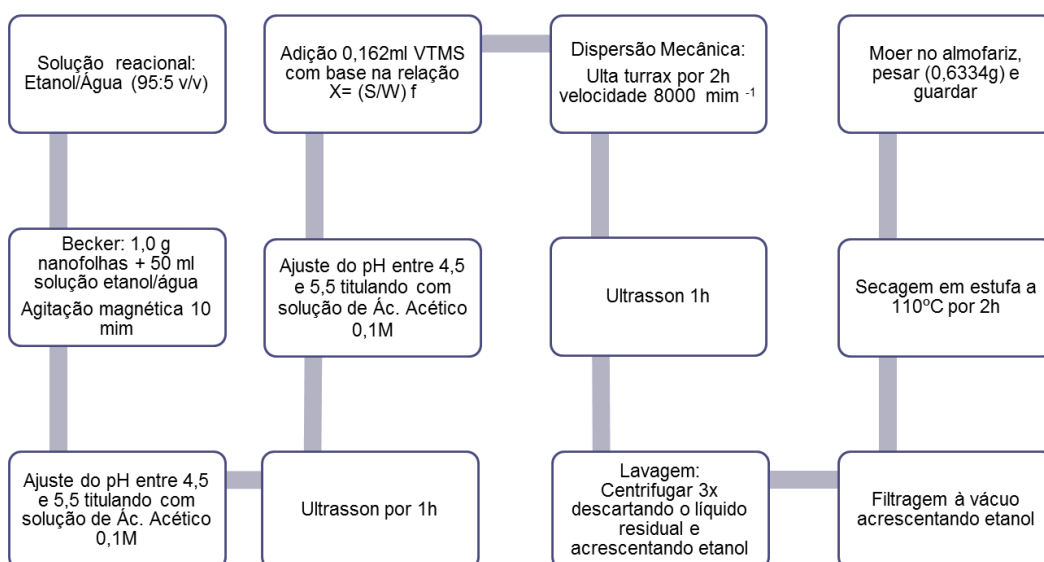 Solução reacional:
Etanol/Água (95:5 v/v)
Becker: 1,0 g
nanofolhas + 50 ml
solução etanol/água
Agitação magnética 10
mim
Ajuste do pH entre 4,5
e 5,5 titulando com
solução de Ác. Acético
0,1M
Ultrasson por 1h
Ajuste do pH entre 4,5
e 5,5 titulando com
solução de Ác. Acético
0,1M
Adição 0,162ml VTMS
com base na relação
X= (S/W) f
Dispersão Mecânica:
Ulta turrax por 2h
velocidade 8000 mim ⁻¹
Ultrasson 1h
Lavagem:
Centrifugar 3x
descartando o líquido
residual e
acrescentando etanol
Filtragem à vácuo
acrescentando etanol
Secagem em estufa a
110ºC por 2h
Moer no almofariz,
pesar (0,6334g) e
guardar